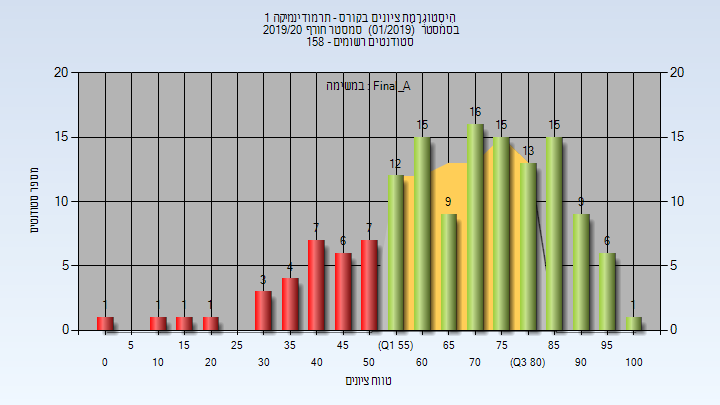 הִיסְטוֹגְרָמַת ציונים בקורס - תרמודינמיקה 1
בסמסטר (01/2019) סמסטר חורף 2019/20
סטודנטים רשומים - 158
במשימה : Final_A
20 20
15 15
10 10
5 5
0 0
מספר סטודנטים
1 1 1 1 3 4 7 6 7 12 15 9 16 15 13 15 9 6 1
5 15 25 35 45 (Q1 55) 65 75 85 95
0 10 20 30 40 50 60 70 (Q3 80) 90 100
טווח ציונים